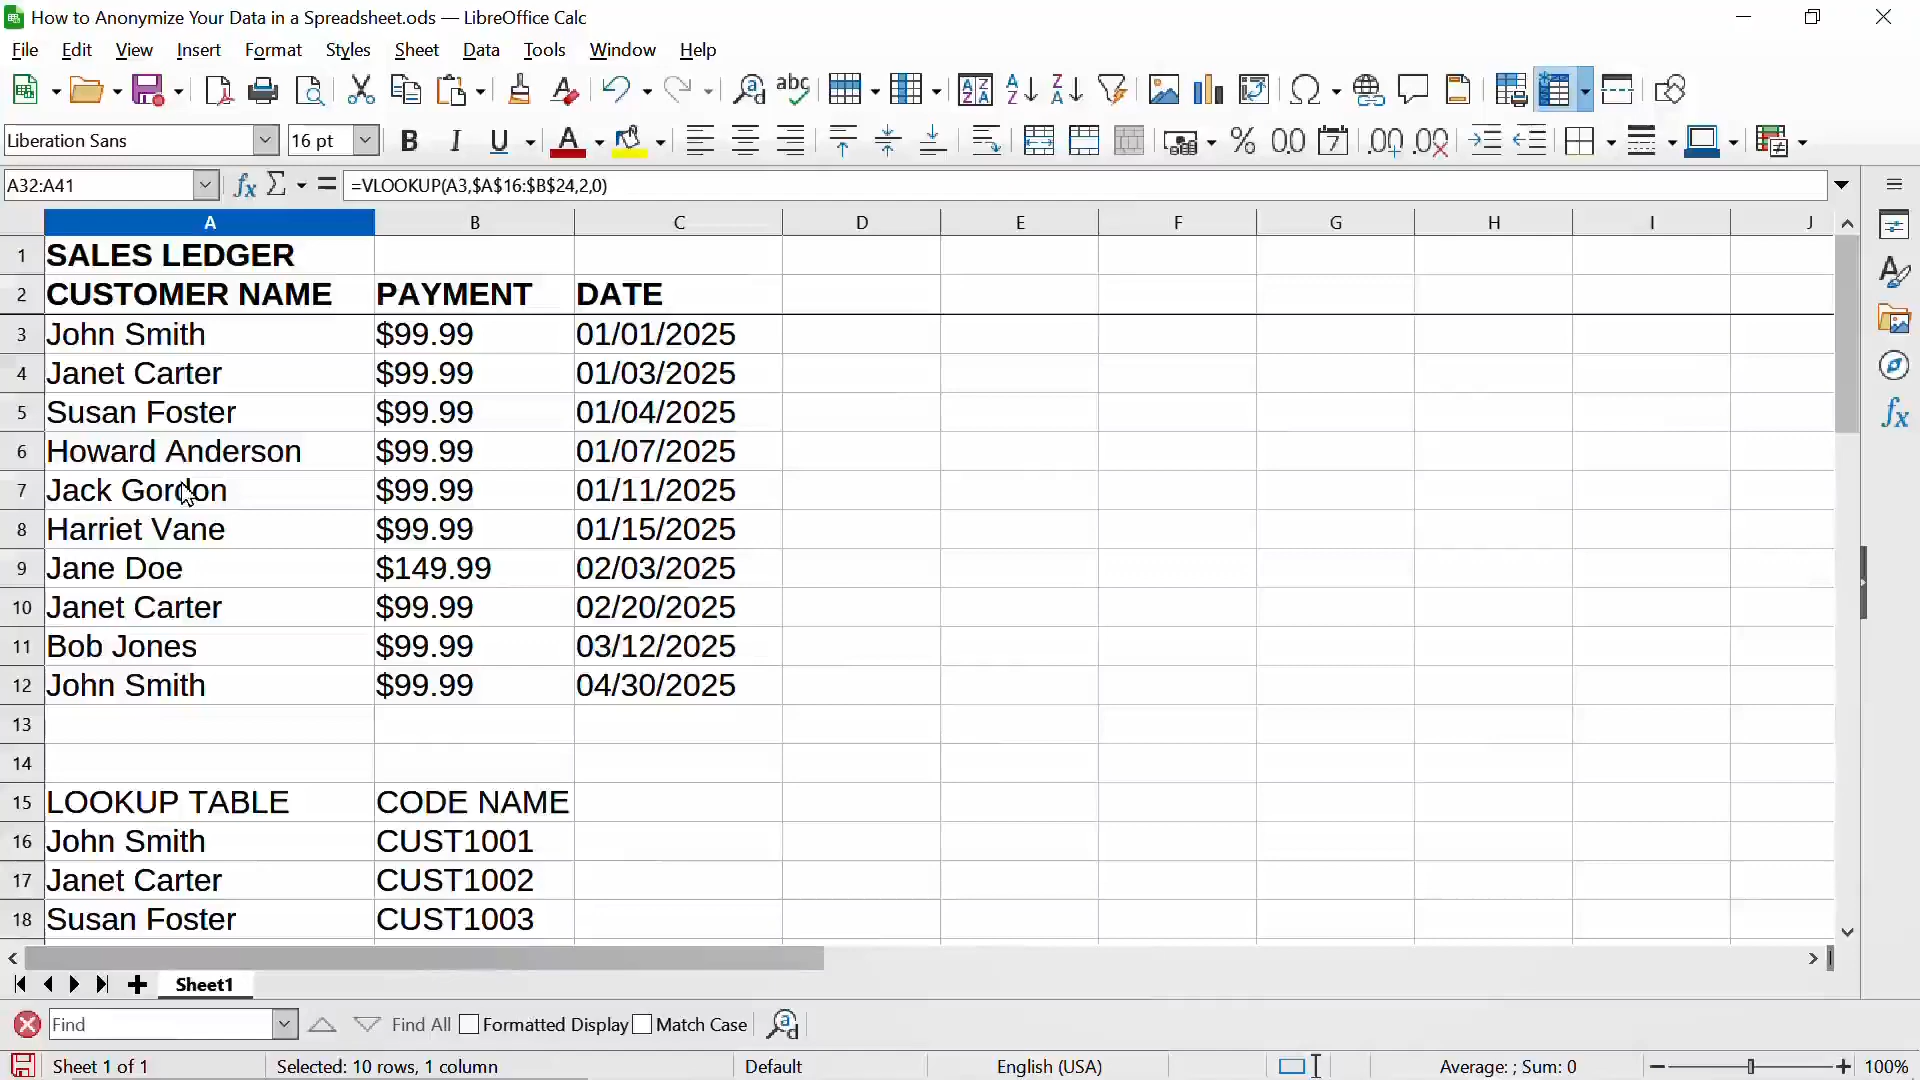 How to Anonymize Your Data in a Spreadsheet.ods — LibreOffice Calc
File Edit View Insert Format Styles Sheet Data Tools Window Help
Liberation Sans 16 pt
A32:A41 =VLOOKUP(A3,$A$16:$B$24,2,0)
A B C D E F G H I J
1 SALES LEDGER
2 CUSTOMER NAME PAYMENT DATE
3 John Smith $99.99 01/01/2025
4 Janet Carter $99.99 01/03/2025
5 Susan Foster $99.99 01/04/2025
6 Howard Anderson $99.99 01/07/2025
7 Jack Gordon $99.99 01/11/2025
8 Harriet Vane $99.99 01/15/2025
9 Jane Doe $149.99 02/03/2025
10 Janet Carter $99.99 02/20/2025
11 Bob Jones $99.99 03/12/2025
12 John Smith $99.99 04/30/2025
13
14
15 LOOKUP TABLE CODE NAME
16 John Smith CUST1001
17 Janet Carter CUST1002
18 Susan Foster CUST1003
Sheet1
Find Find All Formatted Display Match Case
Sheet 1 of 1 Selected: 10 rows, 1 column Default English (USA) Average: ; Sum: 0 100%